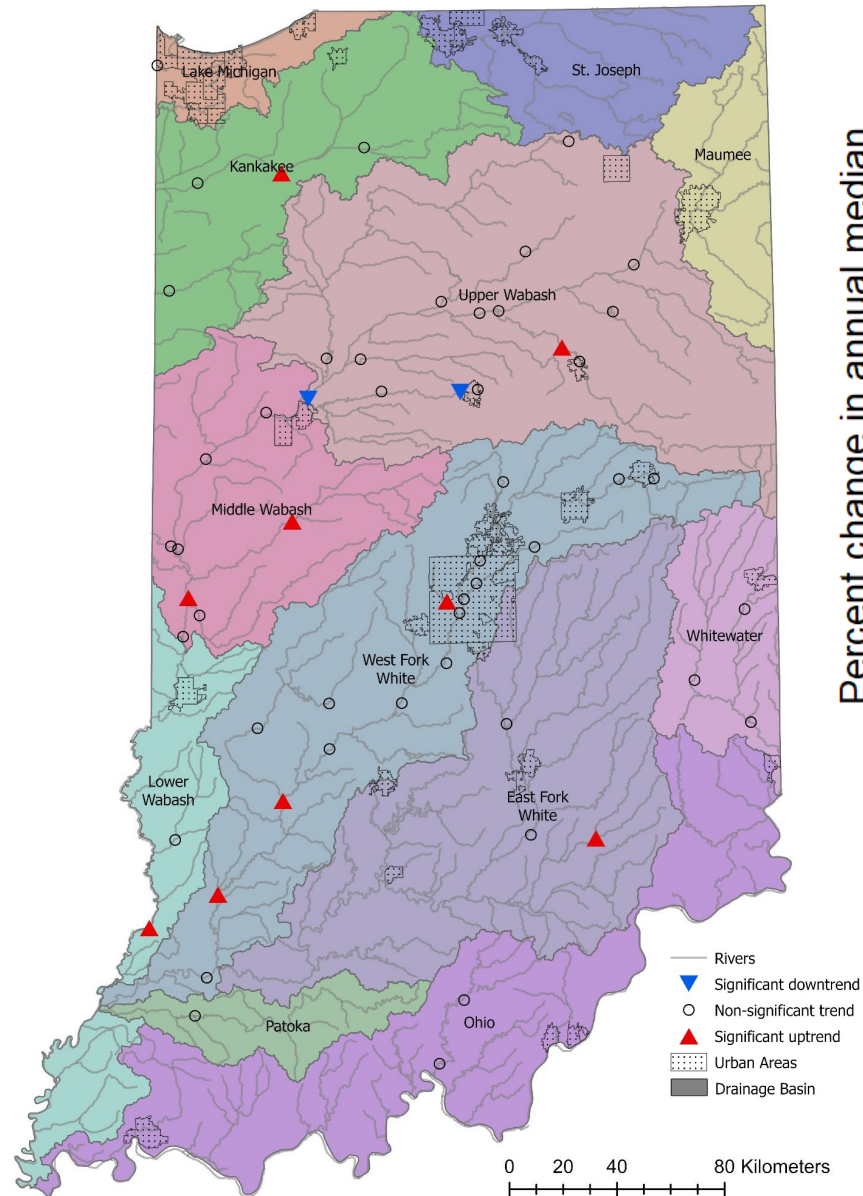 Lake Michigan
St. Joseph
Maumee
Kankakee
Upper Wabash
Middle Wabash
Whitewater
West Fork
White
Lower
Wabash
East Fork
White
Patoka
Ohio
Percent change in annual median
Rivers
Significant downtrend
Non-significant trend
Significant uptrend
Urban Areas
Drainage Basin
0 20 40 80 Kilometers